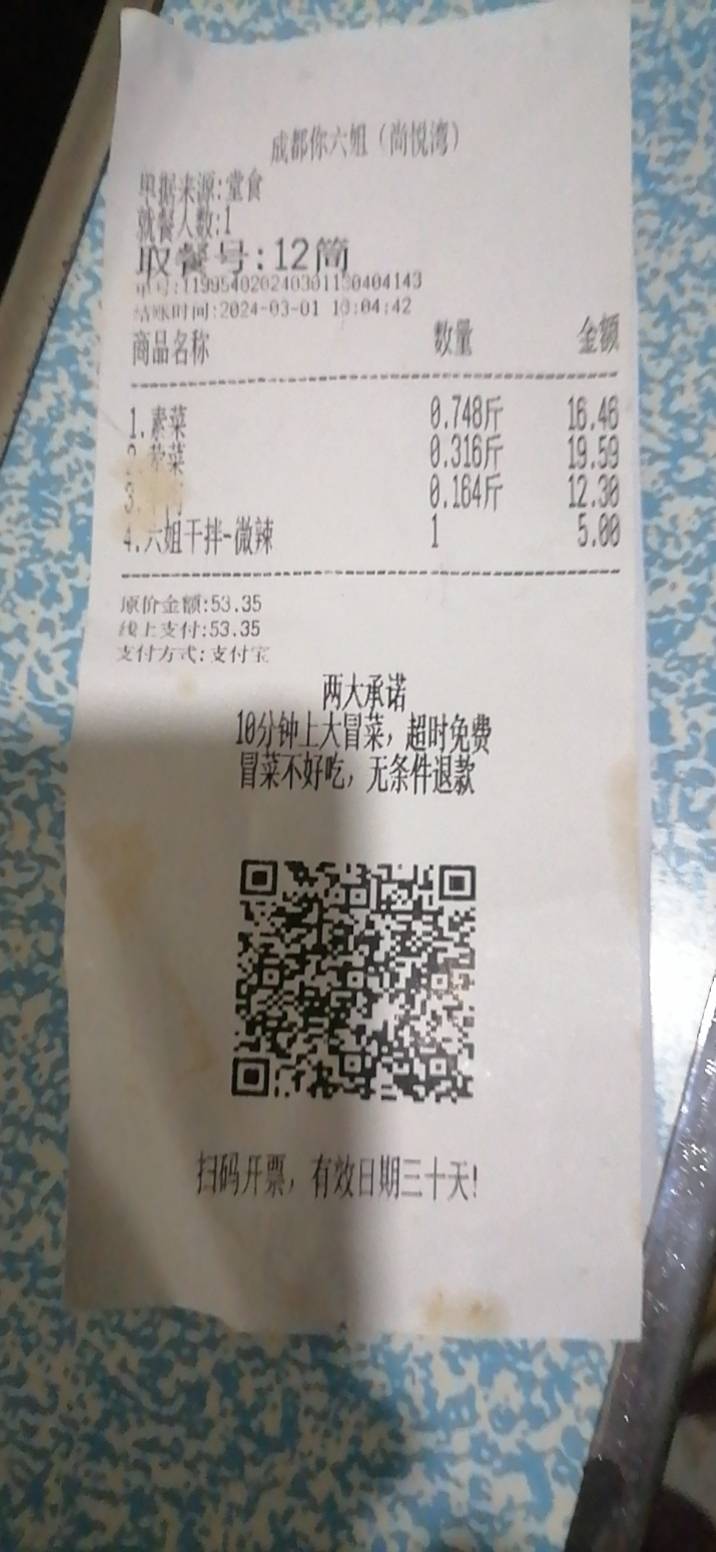 成都你六姐（尚悦湾）
单据来源:堂食
就餐人数:1
取餐号:12筒
单号:119954020240301130404143
结账时间:2024-03-01 13:04:42
商品名称 数量 金额
1.素菜 0.748斤 16.46
2.荤菜 0.316斤 19.59
3. 0.164斤 12.30
4.六姐干拌-微辣 1 5.00
原价金额:53.35
线上支付:53.35
支付方式:支付宝
两大承诺
10分钟上大冒菜，超时免费
冒菜不好吃，无条件退款
扫码开票，有效日期三十天!